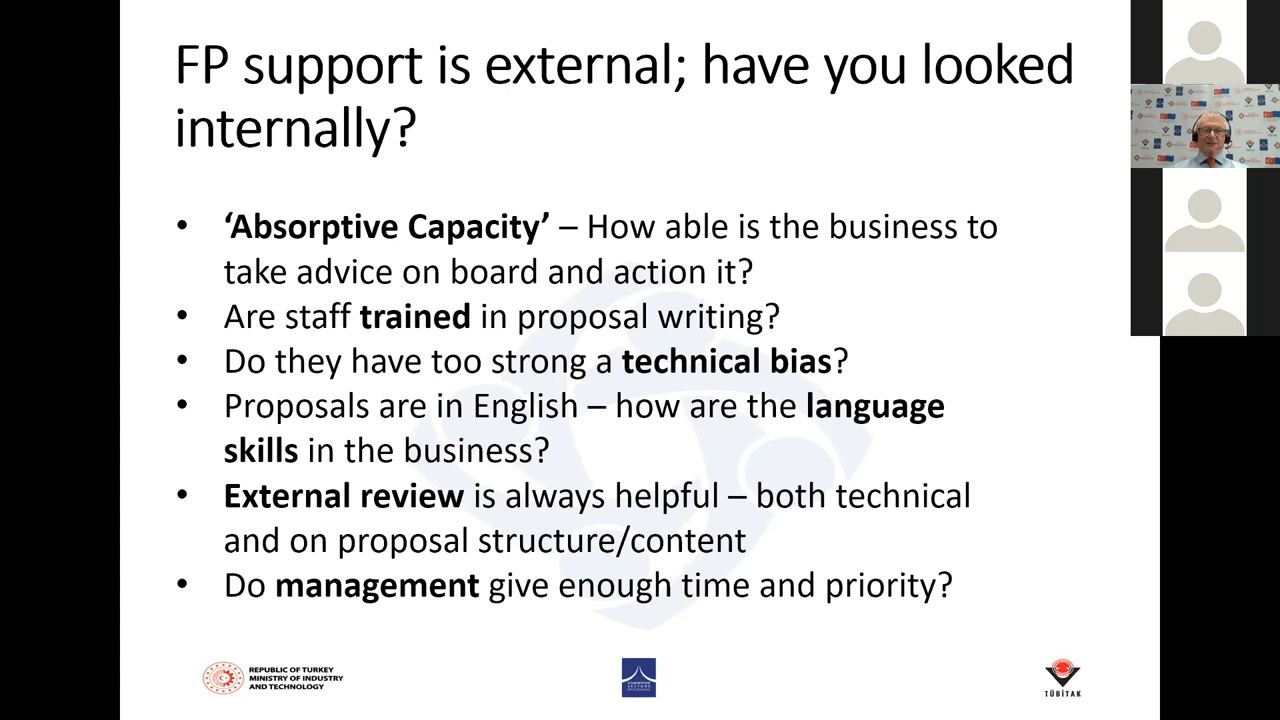 FP support is external; have you looked
internally?
• ‘Absorptive Capacity’ – How able is the business to
take advice on board and action it?
• Are staff trained in proposal writing?
• Do they have too strong a technical bias?
• Proposals are in English – how are the language
skills in the business?
• External review is always helpful – both technical
and on proposal structure/content
• Do management give enough time and priority?
REPUBLIC OF TURKEY
MINISTRY OF INDUSTRY
AND TECHNOLOGY
TÜBİTAK